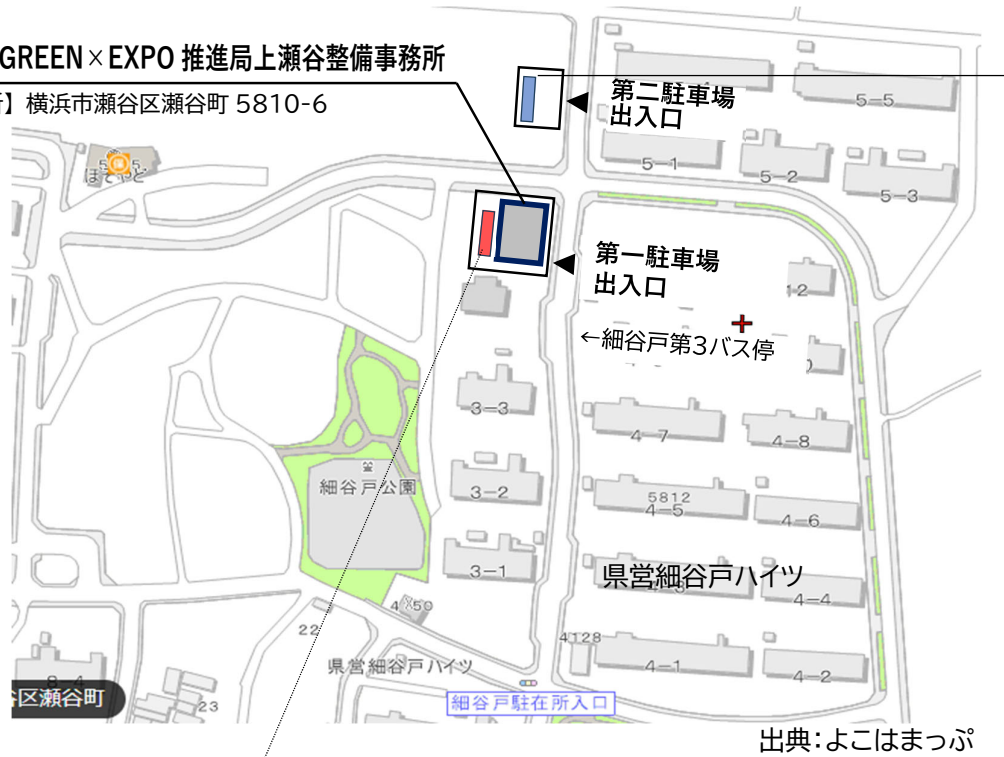 GREEN×EXPO 推進局上瀬谷整備事務所
】横浜市瀬谷区瀬谷町 5810-6
第二駐車場
出入口
5-5
5-1
5-2
5-3
ほそやど
第一駐車場
出入口
←細谷戸第3バス停
3-3
4-7
4-8
細谷戸公園
3-2
5812
4-5
4-6
3-1
県営細谷戸ハイツ
4-4
22
4128
県営細谷戸ハイツ
4-1
4-2
8-4
区瀬谷町
23
細谷戸駐在所入口
出典：よこはまっぷ